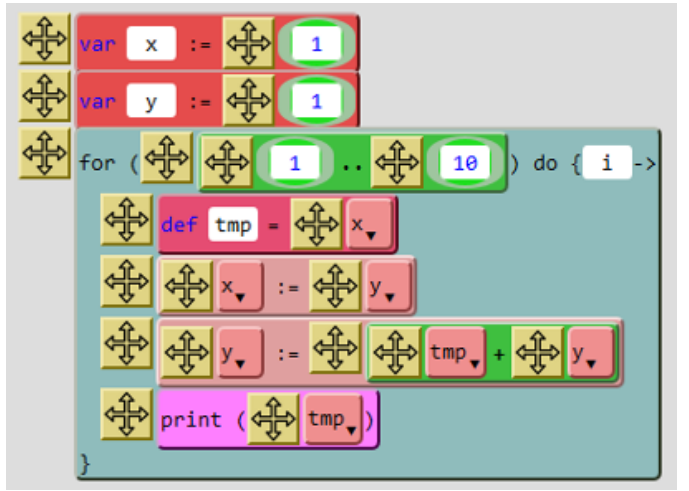 var x := 1
var y := 1
for ( 1 .. 10 ) do { i ->
def tmp = x
x := y
y := tmp + y
print ( tmp )
}